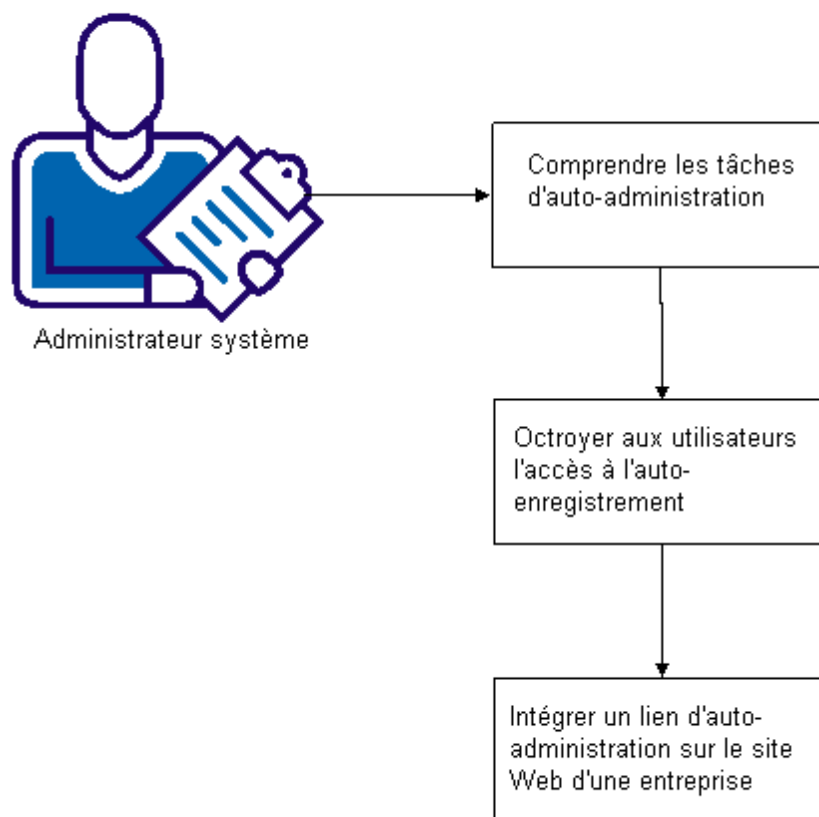 Comprendre les tâches
d'auto-administration
Administrateur système
Octroyer aux utilisateurs
l'accès à l'auto-
enregistrement
Intégrer un lien d'auto-
administration sur le site
Web d'une entreprise